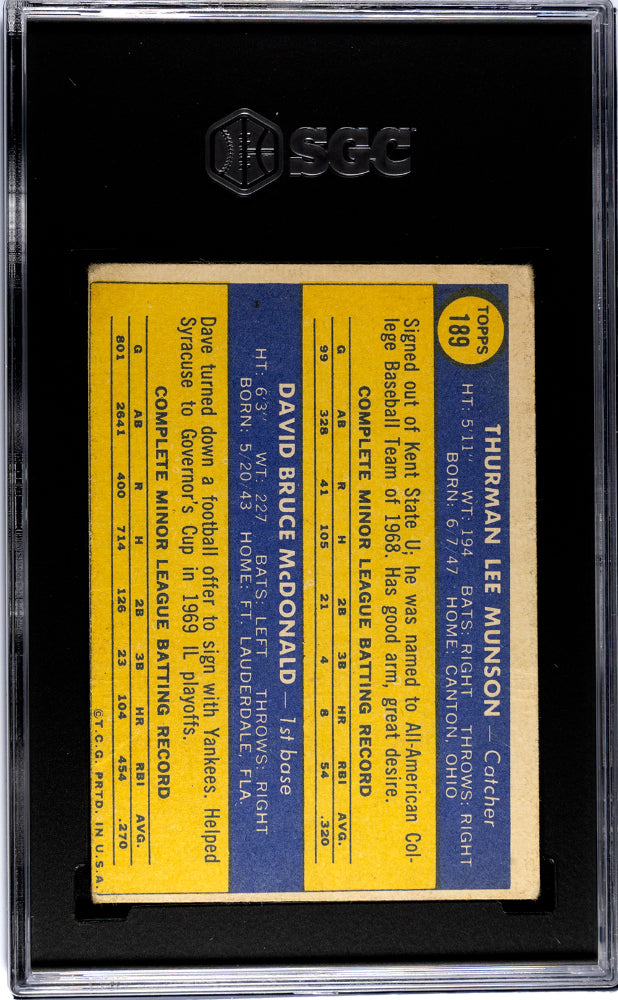 SGC
TOPPS
189
THURMAN LEE MUNSON — Catcher
HT: 5'11" WT: 194 BATS: RIGHT THROWS: RIGHT
BORN: 6/7/47 HOME: CANTON, OHIO
Signed out of Kent State U; he was named to All-American Col-
lege Baseball Team of 1968. Has good arm, great desire.
COMPLETE MINOR LEAGUE BATTING RECORD
G AB R H 2B 3B HR RBI AVG.
99 328 41 105 21 4 8 54 .320
DAVID BRUCE McDONALD — 1st base
HT: 6'3" WT: 227 BATS: LEFT THROWS: RIGHT
BORN: 5/20/43 HOME: FT. LAUDERDALE, FLA.
Dave turned down a football offer to sign with Yankees. Helped
Syracuse to Governor's Cup in 1969 IL playoffs.
COMPLETE MINOR LEAGUE BATTING RECORD
G AB R H 2B 3B HR RBI AVG.
801 2641 400 714 126 23 104 454 .270
©T.C.G. PRTD. IN U.S.A.